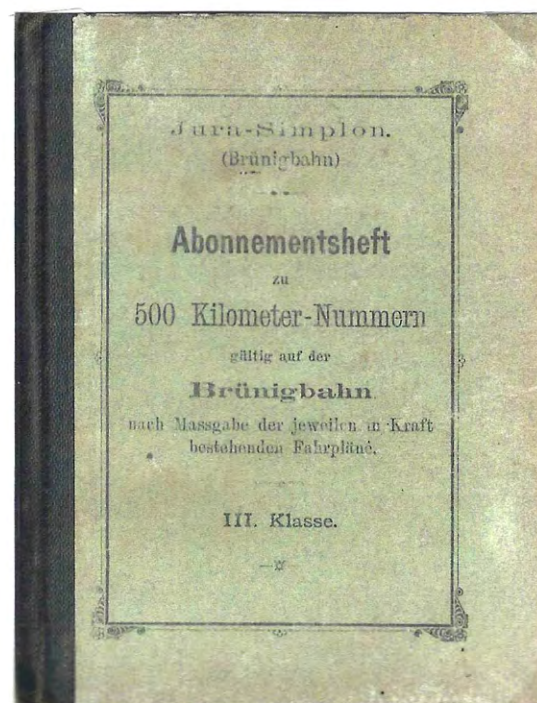 Jura-Simplon.
(Brünigbahn)
Abonnementsheft
zu
500 Kilometer-Nummern
gültig auf der
Brünigbahn
nach Massgabe der jeweilen in Kraft
bestehenden Fahrpläne.
III. Klasse.